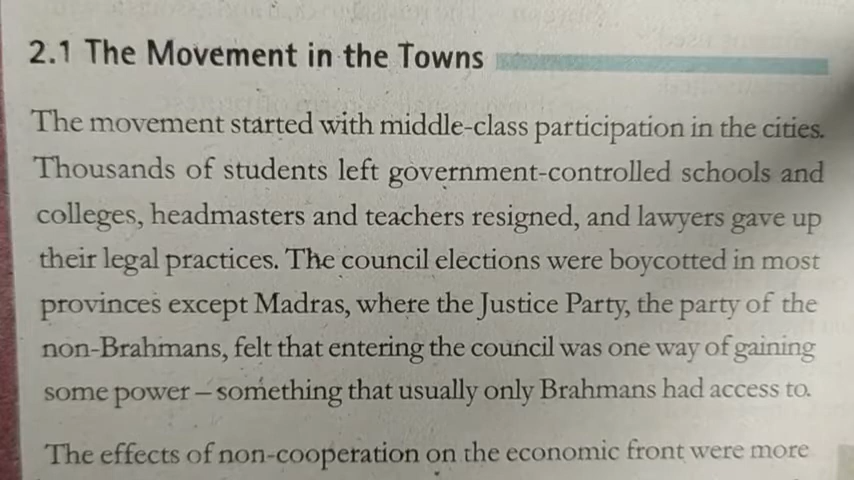 2.1 The Movement in the Towns
The movement started with middle-class participation in the cities.
Thousands of students left government-controlled schools and
colleges, headmasters and teachers resigned, and lawyers gave up
their legal practices. The council elections were boycotted in most
provinces except Madras, where the Justice Party, the party of the
non-Brahmans, felt that entering the council was one way of gaining
some power – something that usually only Brahmans had access to.
The effects of non-cooperation on the economic front were more